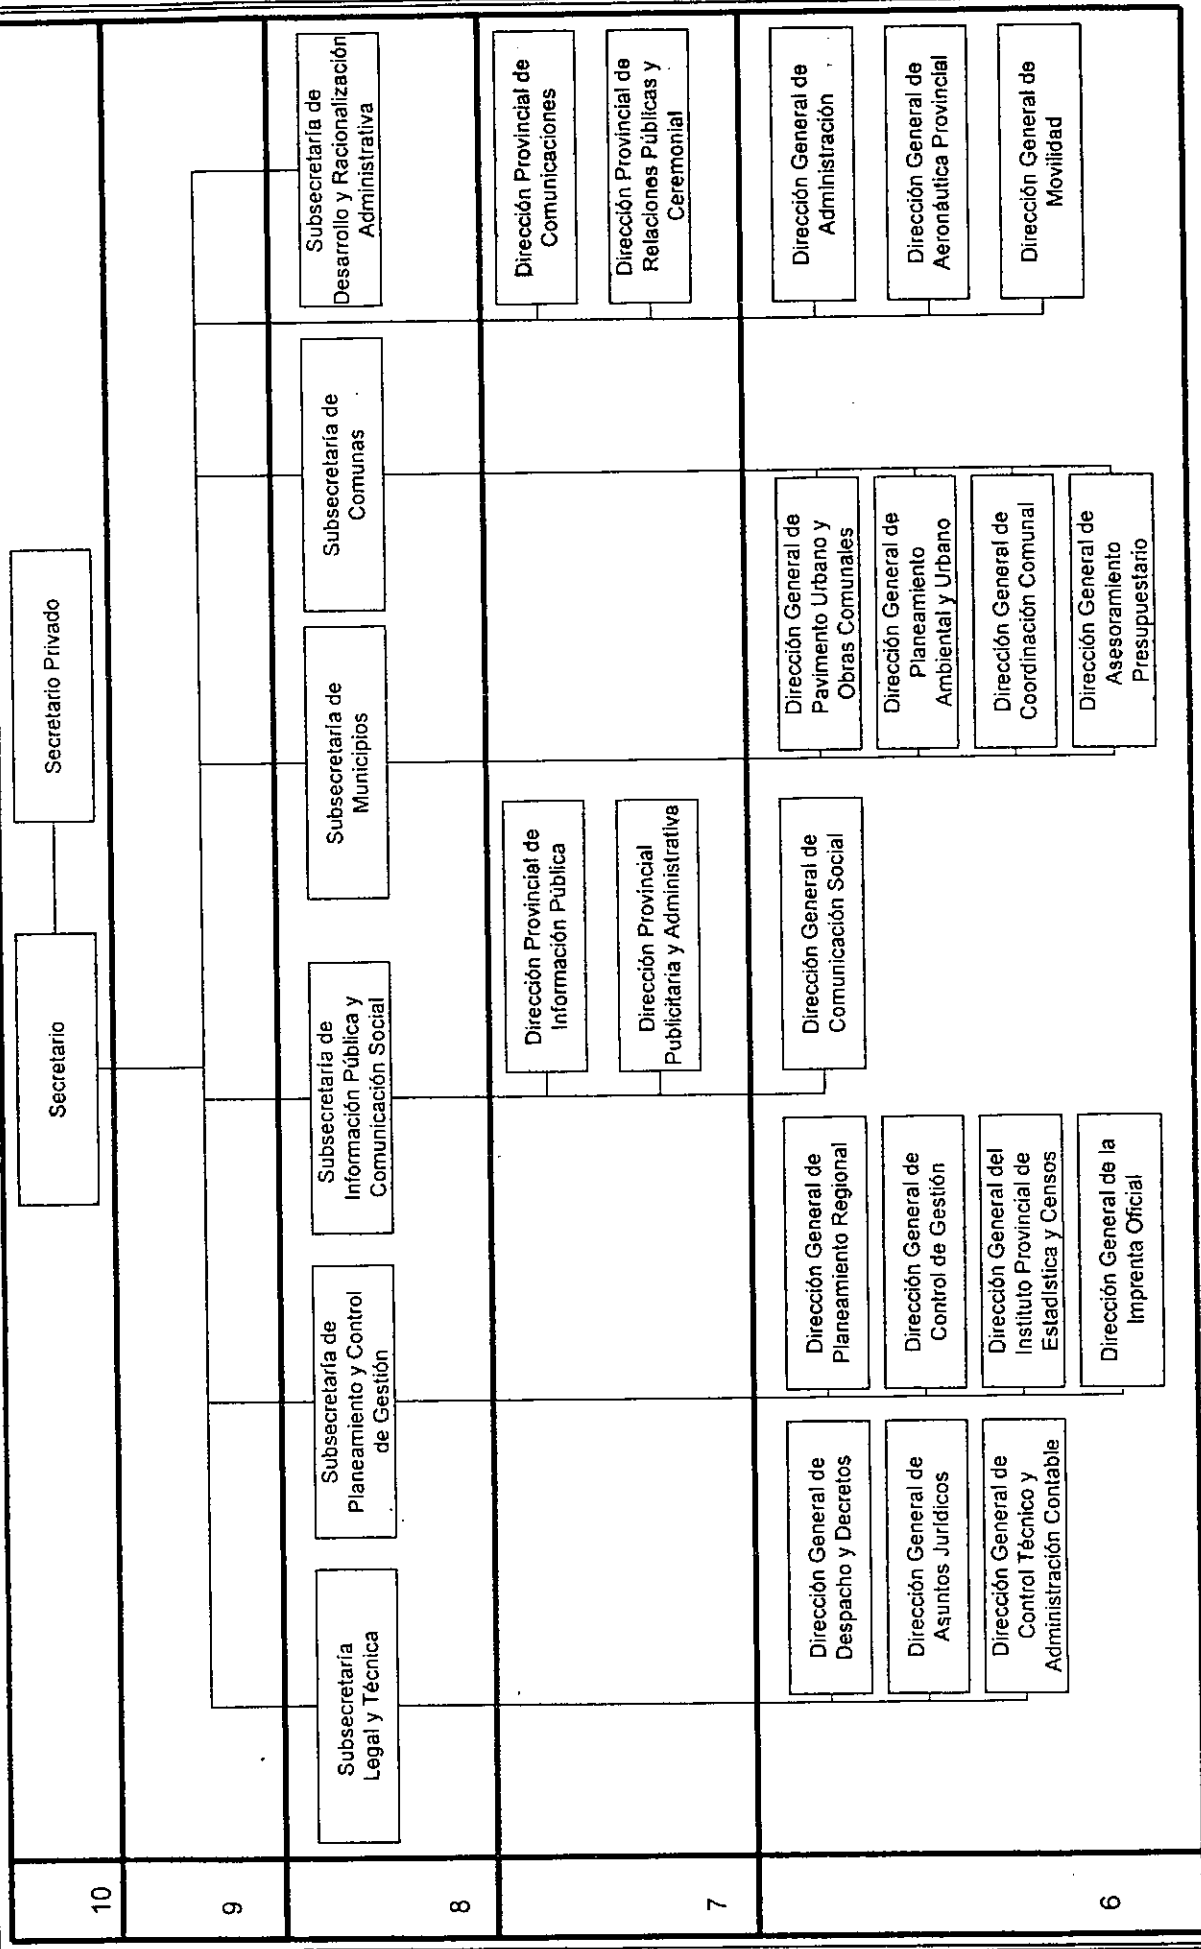 10
Secretario
Secretario Privado
9
8
Subsecretaría
Legal y Técnica
Subsecretaría de
Planeamiento y Control
de Gestión
Subsecretaría de
Información Pública y
Comunicación Social
Subsecretaría de
Municipios
Subsecretaría de
Comunas
Subsecretaría de
Desarrollo y Racionalización
Administrativa
7
Dirección Provincial de
Información Pública
Dirección Provincial
Publicitaria y Administrativa
Dirección Provincial de
Comunicaciones
Dirección Provincial de
Relaciones Públicas y
Ceremonial
6
Dirección General de
Despacho y Decretos
Dirección General de
Asuntos Jurídicos
Dirección General de
Control Técnico y
Administración Contable
Dirección General de
Planeamiento Regional
Dirección General de
Control de Gestión
Dirección General del
Instituto Provincial de
Estadística y Censos
Dirección General de la
Imprenta Oficial
Dirección General de
Comunicación Social
Dirección General de
Pavimento Urbano y
Obras Comunales
Dirección General de
Planeamiento
Ambiental y Urbano
Dirección General de
Coordinación Comunal
Dirección General de
Asesoramiento
Presupuestario
Dirección General de
Administración
Dirección General de
Aeronáutica Provincial
Dirección General de
Movilidad